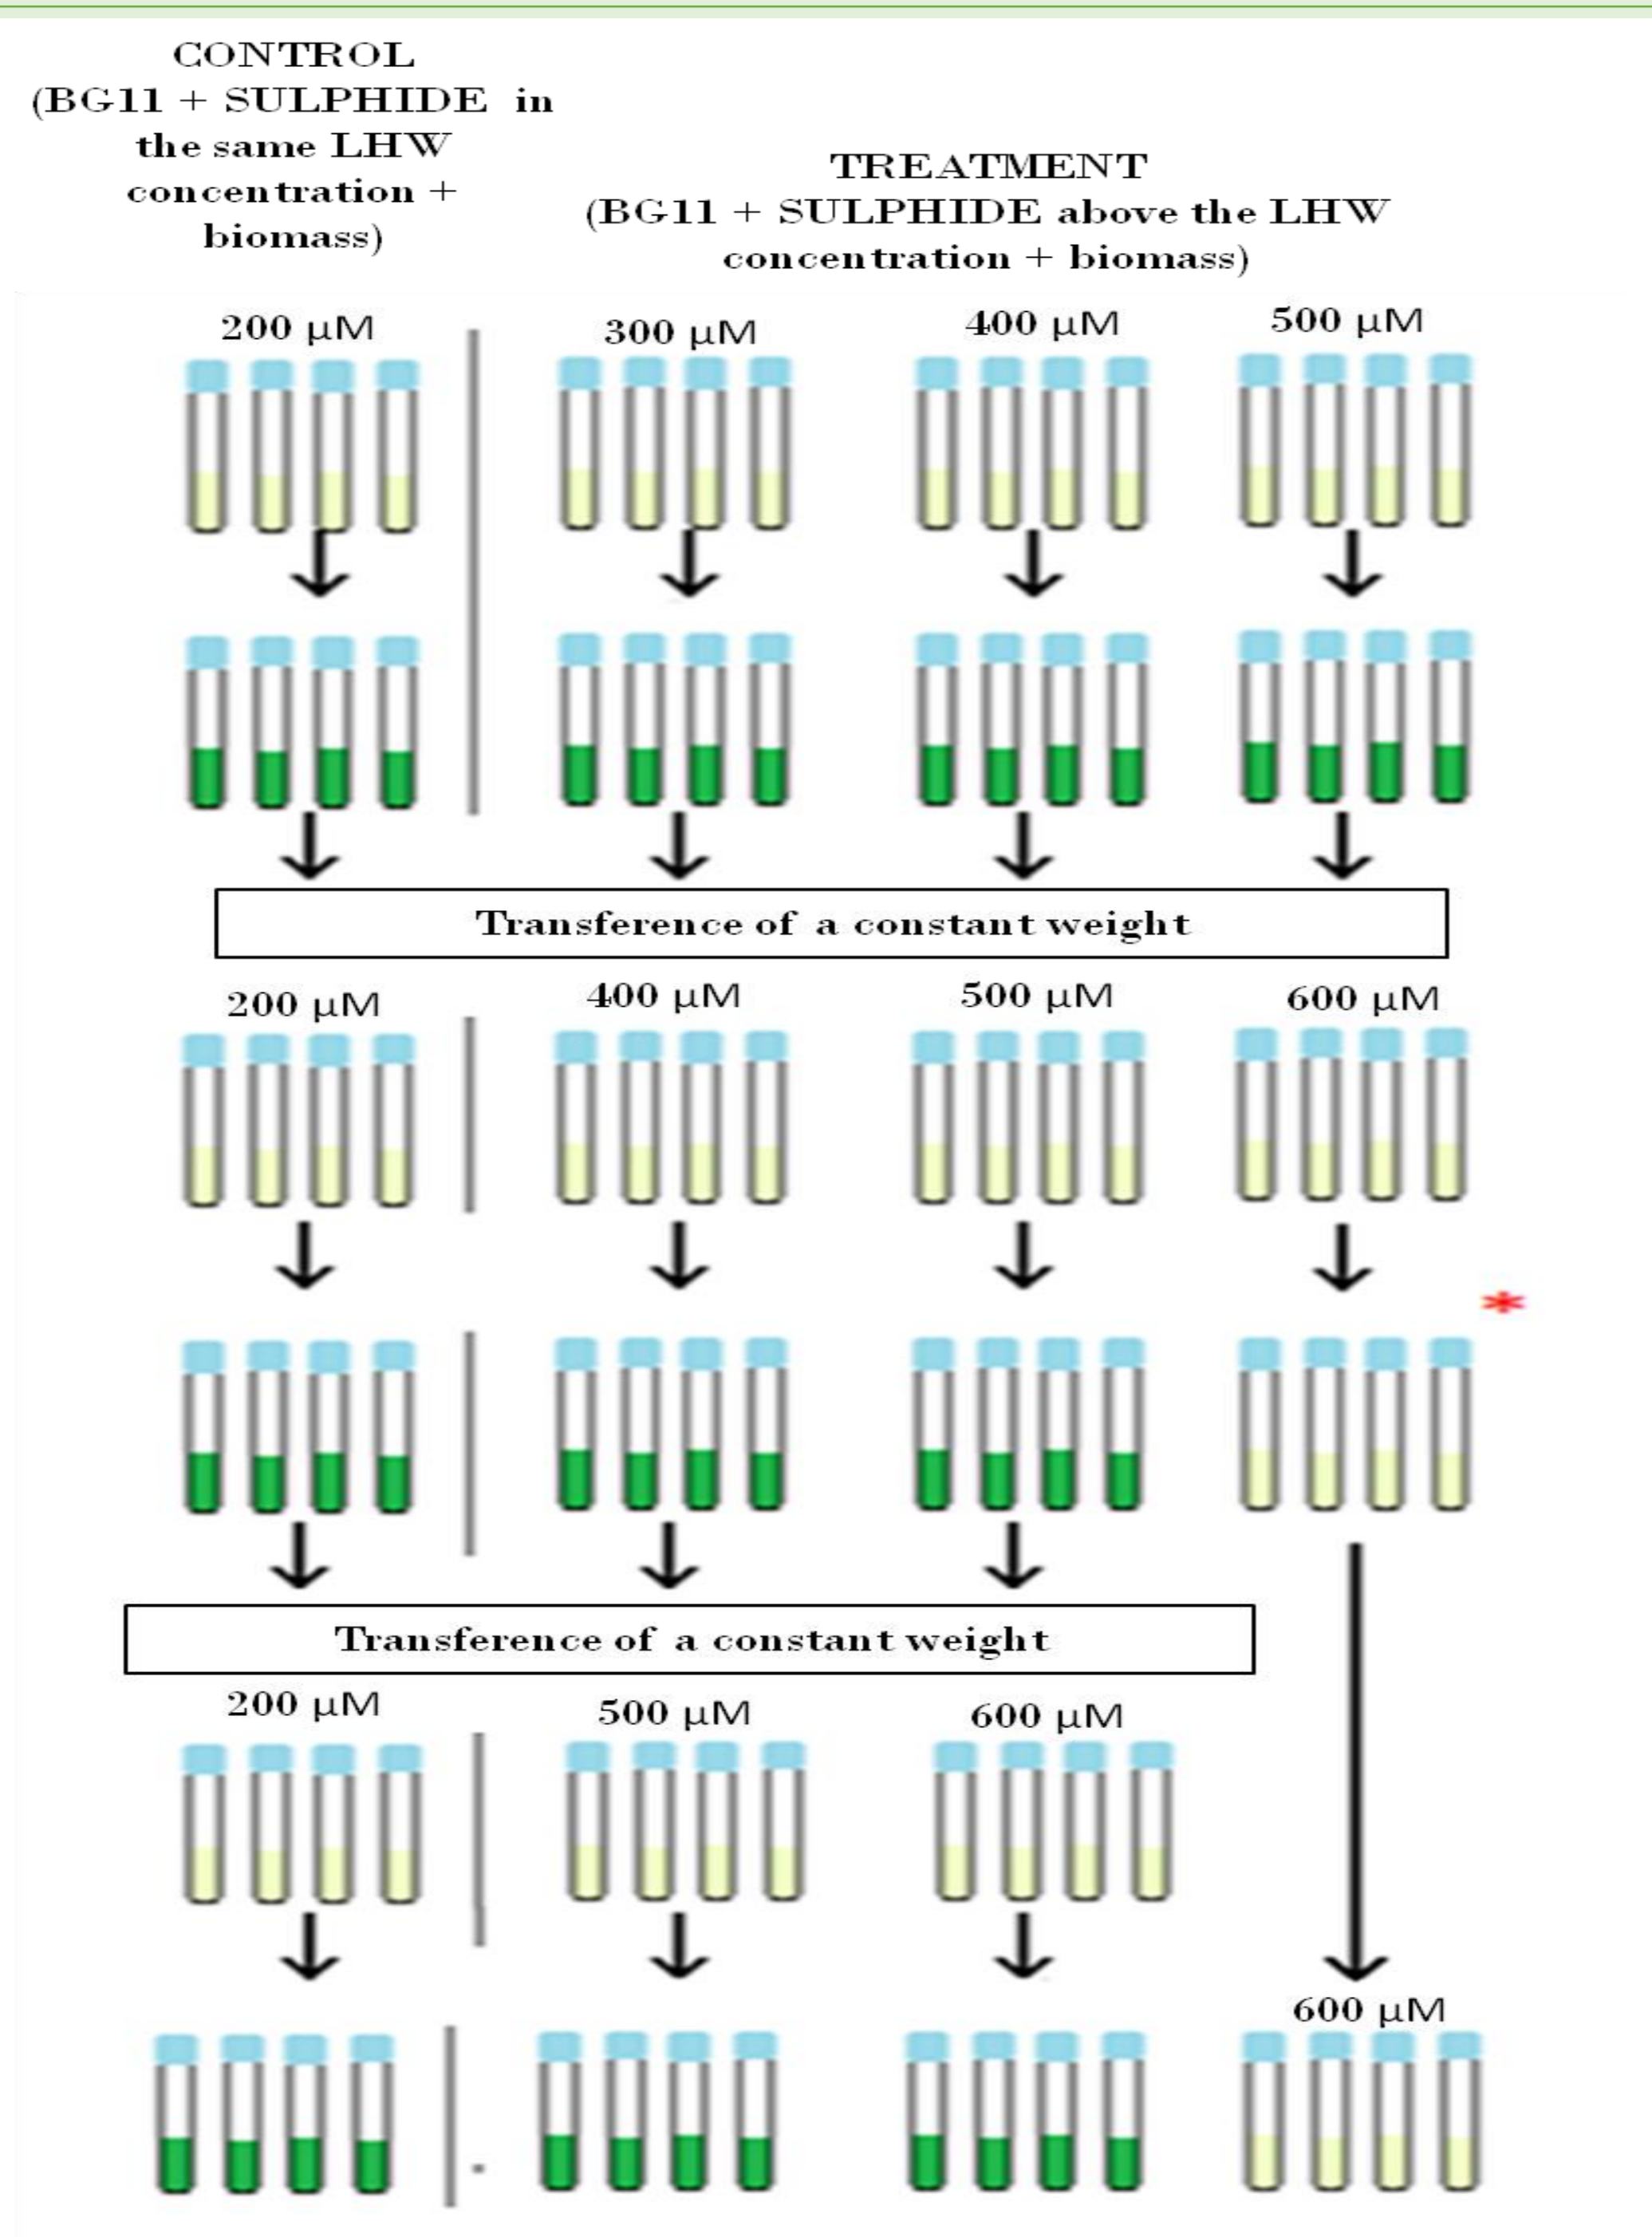 CONTROL
(BG11 + SULPHIDE in
the same LHW
concentration +
biomass)
TREATMENT
(BG11 + SULPHIDE above the LHW
concentration + biomass)
200 µM
300 µM
400 µM
500 µM
Transference of a constant weight
200 µM
400 µM
500 µM
600 µM
*
Transference of a constant weight
200 µM
500 µM
600 µM
600 µM